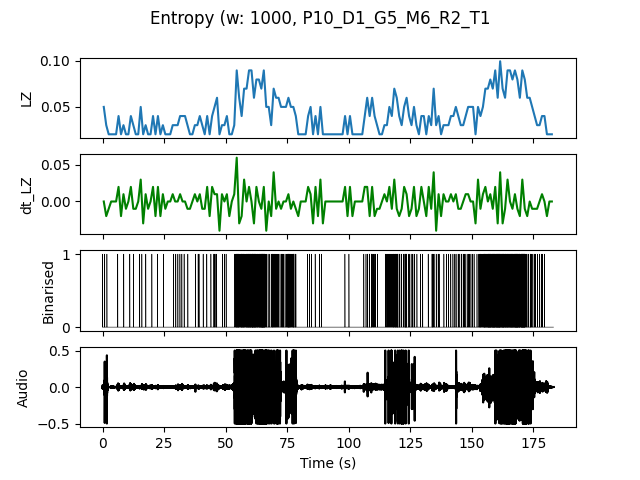 Entropy (w: 1000, P10_D1_G5_M6_R2_T1
0.10
0.05
LZ
0.05
0.00
dt_LZ
1
0
Binarised
0.5
0.0
−0.5
Audio
0 25 50 75 100 125 150 175
Time (s)